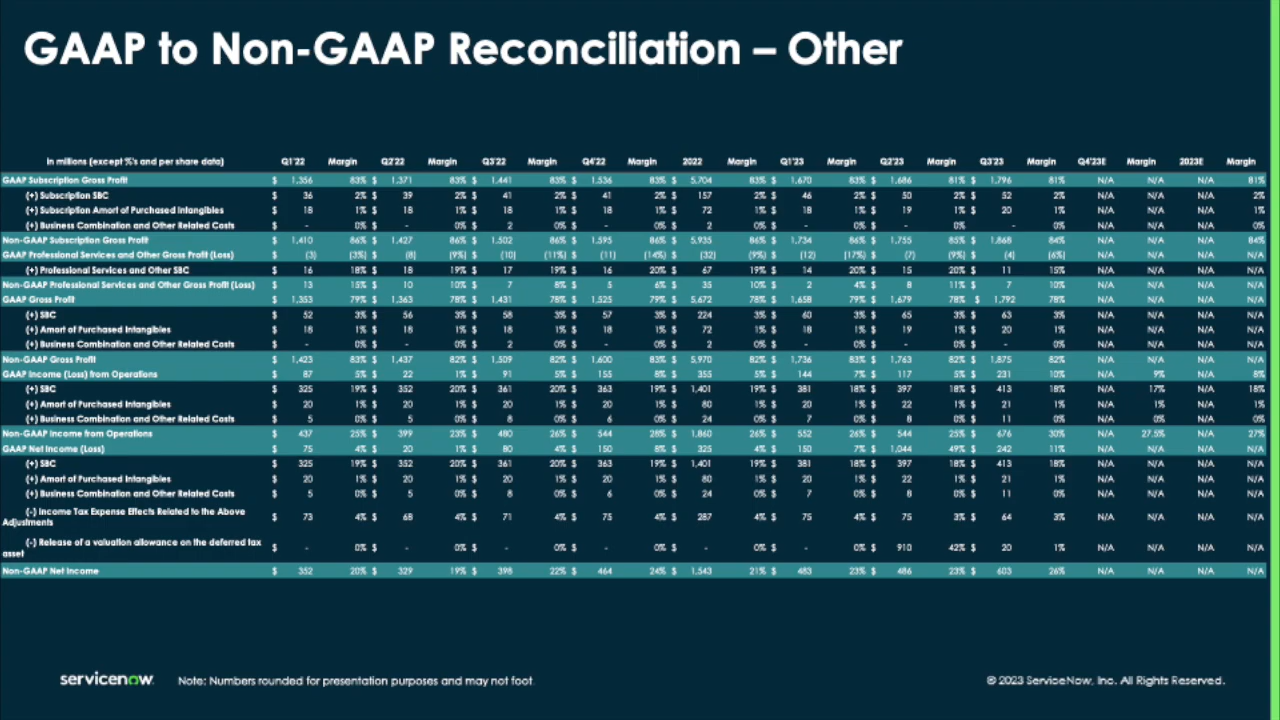 GAAP to Non-GAAP Reconciliation – Other
In millions (except %'s and per share data) Q1'22 Margin Q2'22 Margin Q3'22 Margin Q4'22 Margin 2022 Margin Q1'23 Margin Q2'23 Margin Q3'23 Margin Q4'23E Margin 2023E Margin
GAAP Subscription Gross Profit $ 1,356 83% $ 1,371 83% $ 1,441 83% $ 1,536 83% $ 5,704 83% $ 1,670 83% $ 1,686 81% $ 1,796 81% N/A N/A N/A 81%
(+) Subscription SBC $ 36 2% $ 39 2% $ 41 2% $ 41 2% $ 157 2% $ 46 2% $ 50 2% $ 52 2% N/A N/A N/A 2%
(+) Subscription Amort of Purchased Intangibles $ 18 1% $ 18 1% $ 18 1% $ 18 1% $ 72 1% $ 18 1% $ 19 1% $ 20 1% N/A N/A N/A 1%
(+) Business Combination and Other Related Costs $ - 0% $ - 0% $ 2 0% $ - 0% $ 2 0% $ - 0% $ - 0% $ - 0% N/A N/A N/A 0%
Non-GAAP Subscription Gross Profit $ 1,410 86% $ 1,427 86% $ 1,502 86% $ 1,595 86% $ 5,935 86% $ 1,734 86% $ 1,755 85% $ 1,868 84% N/A N/A N/A 84%
GAAP Professional Services and Other Gross Profit (Loss) $ (3) (3%) $ (8) (9%) $ (10) (11%) $ (11) (14%) $ (32) (9%) $ (12) (17%) $ (7) (9%) $ (4) (6%) N/A N/A N/A N/A
(+) Professional Services and Other SBC $ 16 18% $ 18 19% $ 17 19% $ 16 20% $ 67 19% $ 14 20% $ 15 20% $ 11 15% N/A N/A N/A N/A
Non-GAAP Professional Services and Other Gross Profit (Loss) $ 13 15% $ 10 10% $ 7 8% $ 5 6% $ 35 10% $ 2 4% $ 8 11% $ 7 10% N/A N/A N/A N/A
GAAP Gross Profit $ 1,353 79% $ 1,363 78% $ 1,431 78% $ 1,525 79% $ 5,672 78% $ 1,658 79% $ 1,679 78% $ 1,792 78% N/A N/A N/A N/A
(+) SBC $ 52 3% $ 56 3% $ 58 3% $ 57 3% $ 224 3% $ 60 3% $ 65 3% $ 63 3% N/A N/A N/A N/A
(+) Amort of Purchased Intangibles $ 18 1% $ 18 1% $ 18 1% $ 18 1% $ 72 1% $ 18 1% $ 19 1% $ 20 1% N/A N/A N/A N/A
(+) Business Combination and Other Related Costs $ - 0% $ - 0% $ 2 0% $ - 0% $ 2 0% $ - 0% $ - 0% $ - 0% N/A N/A N/A N/A
Non-GAAP Gross Profit $ 1,423 83% $ 1,437 82% $ 1,509 82% $ 1,600 83% $ 5,970 82% $ 1,736 83% $ 1,763 82% $ 1,875 82% N/A N/A N/A N/A
GAAP Income (Loss) from Operations $ 87 5% $ 22 1% $ 91 5% $ 155 8% $ 355 5% $ 144 7% $ 117 5% $ 231 10% N/A 9% N/A 8%
(+) SBC $ 325 19% $ 352 20% $ 361 20% $ 363 19% $ 1,401 19% $ 381 18% $ 397 18% $ 413 18% N/A 17% N/A 18%
(+) Amort of Purchased Intangibles $ 20 1% $ 20 1% $ 20 1% $ 20 1% $ 80 1% $ 20 1% $ 22 1% $ 21 1% N/A 1% N/A 1%
(+) Business Combination and Other Related Costs $ 5 0% $ 5 0% $ 8 0% $ 6 0% $ 24 0% $ 7 0% $ 8 0% $ 11 0% N/A 0% N/A 0%
Non-GAAP Income from Operations $ 437 25% $ 399 23% $ 480 26% $ 544 28% $ 1,860 26% $ 552 26% $ 544 25% $ 676 30% N/A 27.5% N/A 27%
GAAP Net Income (Loss) $ 75 4% $ 20 1% $ 80 4% $ 150 8% $ 325 4% $ 150 7% $ 1,044 49% $ 242 11% N/A N/A N/A N/A
(+) SBC $ 325 19% $ 352 20% $ 361 20% $ 363 19% $ 1,401 19% $ 381 18% $ 397 18% $ 413 18% N/A N/A N/A N/A
(+) Amort of Purchased Intangibles $ 20 1% $ 20 1% $ 20 1% $ 20 1% $ 80 1% $ 20 1% $ 22 1% $ 21 1% N/A N/A N/A N/A
(+) Business Combination and Other Related Costs $ 5 0% $ 5 0% $ 8 0% $ 6 0% $ 24 0% $ 7 0% $ 8 0% $ 11 0% N/A N/A N/A N/A
(-) Income Tax Expense Effects Related to the Above
Adjustments $ 73 4% $ 68 4% $ 71 4% $ 75 4% $ 287 4% $ 75 4% $ 75 3% $ 64 3% N/A N/A N/A N/A
(-) Release of a valuation allowance on the deferred tax
asset $ - 0% $ - 0% $ - 0% $ - 0% $ - 0% $ - 0% $ 910 42% $ 20 1% N/A N/A N/A N/A
Non-GAAP Net Income $ 352 20% $ 329 19% $ 398 22% $ 464 24% $ 1,543 21% $ 483 23% $ 486 23% $ 603 26% N/A N/A N/A N/A
servicenow Note: Numbers rounded for presentation purposes and may not foot. © 2023 ServiceNow, Inc. All Rights Reserved.